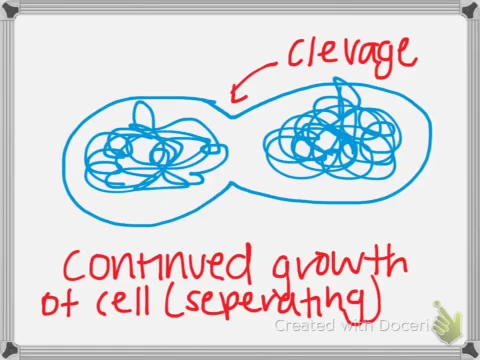 clevage
continued growth
of cell (seperating)
Created with Doceri